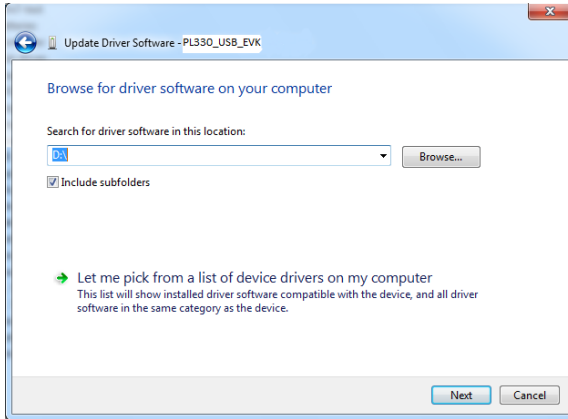 Update Driver Software - PL330_USB_EVK
Browse for driver software on your computer
Search for driver software in this location:
D:\
Browse...
Include subfolders
Let me pick from a list of device drivers on my computer
This list will show installed driver software compatible with the device, and all driver
software in the same category as the device.
Next
Cancel